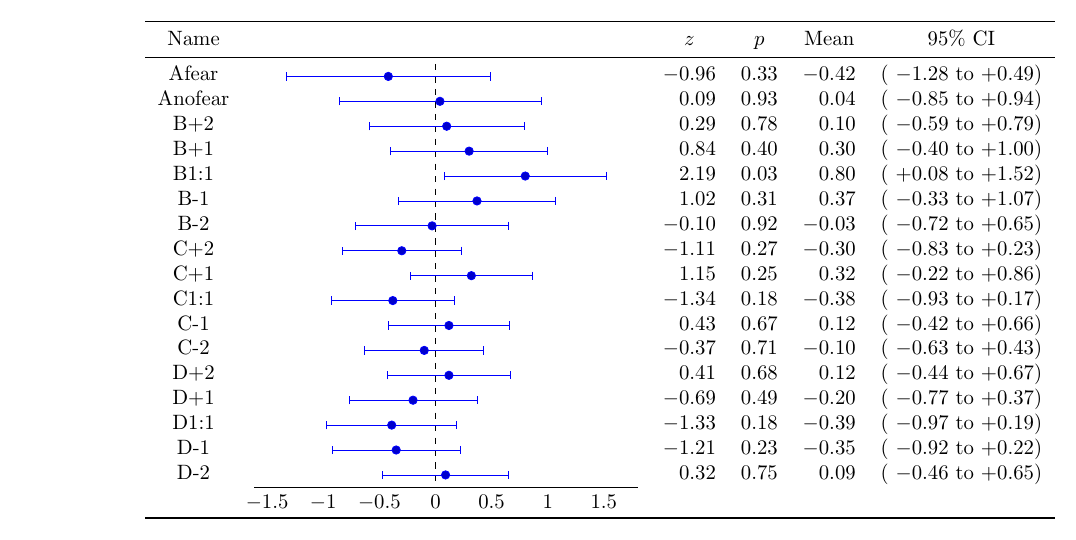 Name z p Mean 95% CI
Afear −0.96 0.33 −0.42 ( −1.28 to +0.49)
Anofear 0.09 0.93 0.04 ( −0.85 to +0.94)
B+2 0.29 0.78 0.10 ( −0.59 to +0.79)
B+1 0.84 0.40 0.30 ( −0.40 to +1.00)
B1:1 2.19 0.03 0.80 ( +0.08 to +1.52)
B-1 1.02 0.31 0.37 ( −0.33 to +1.07)
B-2 −0.10 0.92 −0.03 ( −0.72 to +0.65)
C+2 −1.11 0.27 −0.30 ( −0.83 to +0.23)
C+1 1.15 0.25 0.32 ( −0.22 to +0.86)
C1:1 −1.34 0.18 −0.38 ( −0.93 to +0.17)
C-1 0.43 0.67 0.12 ( −0.42 to +0.66)
C-2 −0.37 0.71 −0.10 ( −0.63 to +0.43)
D+2 0.41 0.68 0.12 ( −0.44 to +0.67)
D+1 −0.69 0.49 −0.20 ( −0.77 to +0.37)
D1:1 −1.33 0.18 −0.39 ( −0.97 to +0.19)
D-1 −1.21 0.23 −0.35 ( −0.92 to +0.22)
D-2 0.32 0.75 0.09 ( −0.46 to +0.65)
−1.5 −1 −0.5 0 0.5 1 1.5